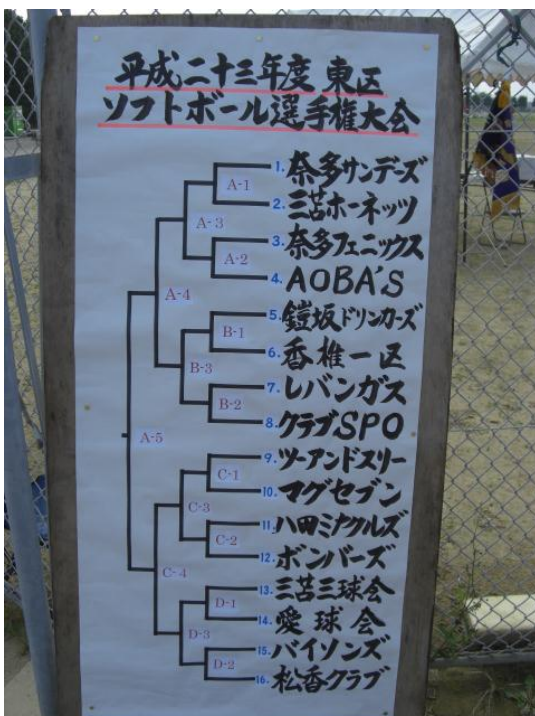 平成二十三年度 東区
ソフトボール選手権大会
1.奈多サンデーズ
A-1
2.三苫ホーネッツ
A-3
3.奈多フェニックス
A-2
4.AOBA'S
A-4
5.鎧坂ドリンカーズ
B-1
6.香椎一区
B-3
7.レバンガス
B-2
8.クラブSPO
A-5
9.ツーアンドスリー
C-1
10.マグセブン
C-3
11.八田ミラクルズ
C-2
12.ボンバーズ
C-4
13.三苫三球会
D-1
14.愛球会
D-3
15.バイソンズ
D-2
16.松香クラブ